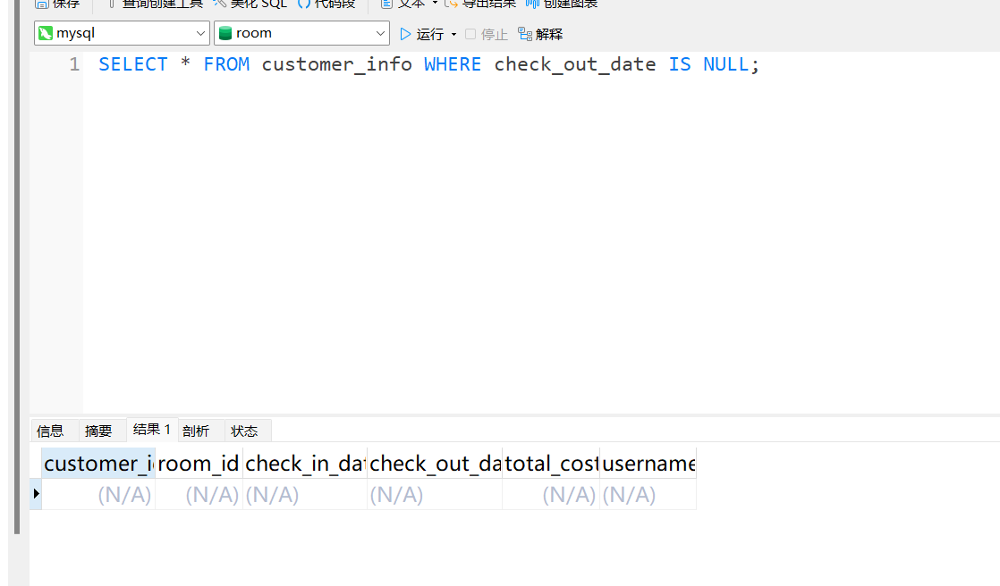 保存 查询创建工具 美化 SQL 代码段 文本 导出结果 创建图表
mysql room 运行 停止 解释
1 SELECT * FROM customer_info WHERE check_out_date IS NULL;
信息 摘要 结果 1 剖析 状态
customer_i room_id check_in_dat check_out_da total_cost username
(N/A) (N/A) (N/A) (N/A) (N/A) (N/A)